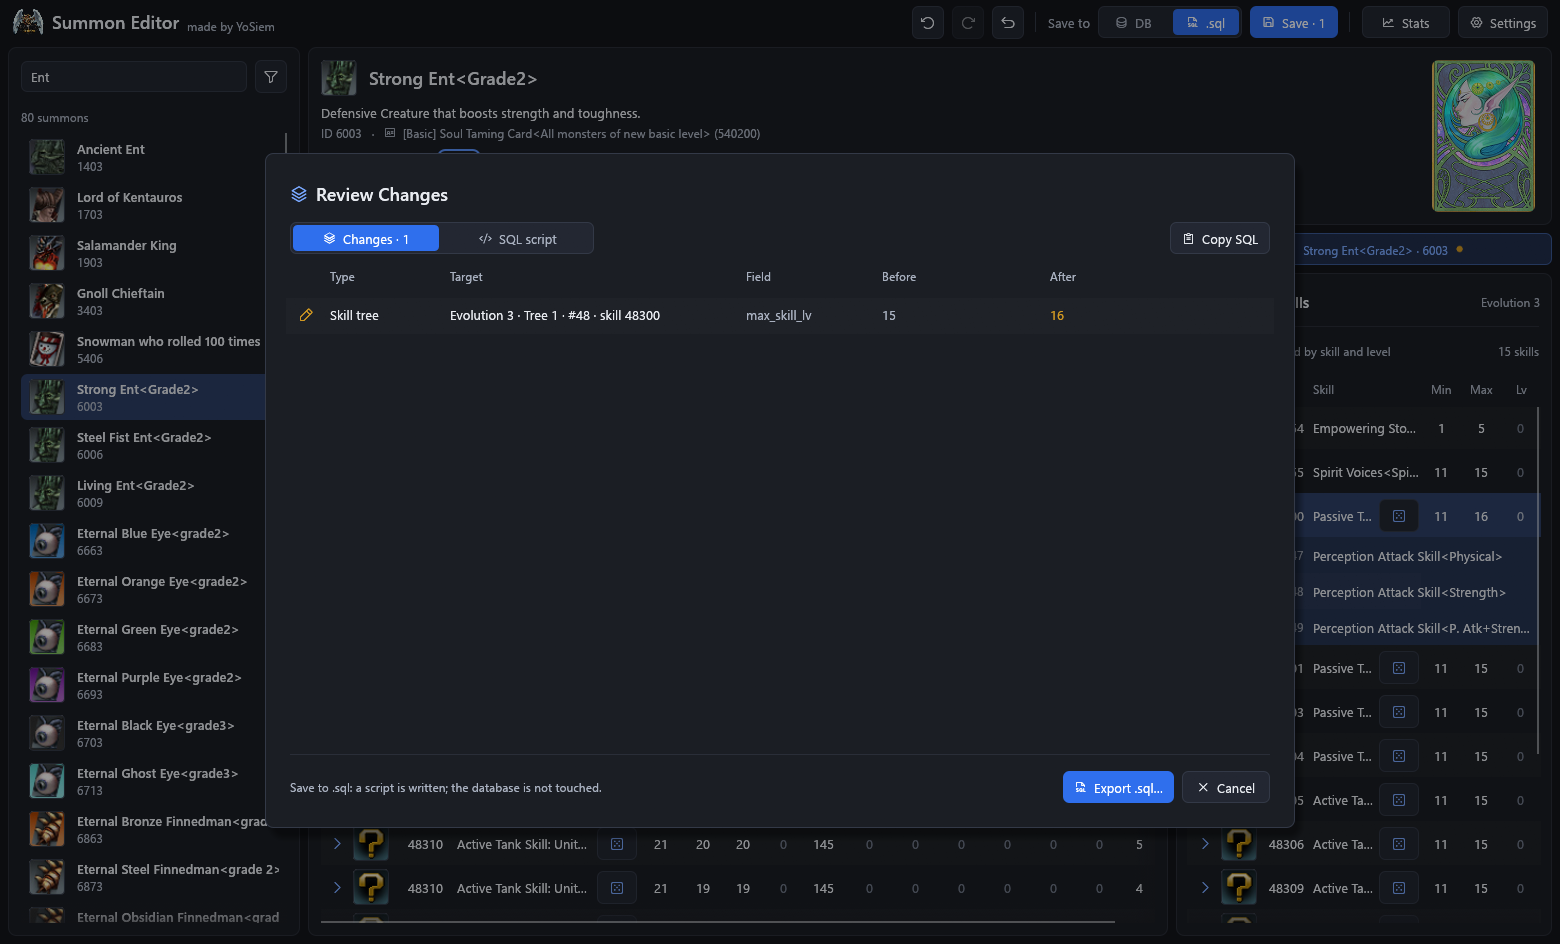 Summon Editor made by YoSiem
Save to DB .sql Save · 1 Stats Settings
Ent
80 summons
Ancient Ent
1403
Lord of Kentauros
1703
Salamander King
1903
Gnoll Chieftain
3403
Snowman who rolled 100 times
5406
Strong Ent<Grade2>
6003
Steel Fist Ent<Grade2>
6006
Living Ent<Grade2>
6009
Eternal Blue Eye<grade2>
6663
Eternal Orange Eye<grade2>
6673
Eternal Green Eye<grade2>
6683
Eternal Purple Eye<grade2>
6693
Eternal Black Eye<grade3>
6703
Eternal Ghost Eye<grade3>
6713
Eternal Bronze Finnedman<grad
6863
Eternal Steel Finnedman<grade 2>
6873
Eternal Obsidian Finnedman<grad
Strong Ent<Grade2>
Defensive Creature that boosts strength and toughness.
ID 6003 · [Basic] Soul Taming Card<All monsters of new basic level> (540200)
Review Changes
Changes · 1 </> SQL script Copy SQL
Type Target Field Before After
Skill tree Evolution 3 · Tree 1 · #48 · skill 48300 max_skill_lv 15 16
Save to .sql: a script is written; the database is not touched.
Export .sql... Cancel
48310 Active Tank Skill: Unit... 21 20 20 0 145 0 0 0 0 0 0 5
48310 Active Tank Skill: Unit... 21 19 19 0 145 0 0 0 0 0 0 4
Strong Ent<Grade2> · 6003
lls Evolution 3
d by skill and level 15 skills
Skill Min Max Lv
54 Empowering Sto... 1 5 0
55 Spirit Voices<Spi... 11 15 0
00 Passive T... 11 16 0
37 Perception Attack Skill<Physical>
38 Perception Attack Skill<Strength>
39 Perception Attack Skill<P. Atk+Stren...
01 Passive T... 11 15 0
03 Passive T... 11 15 0
04 Passive T... 11 15 0
05 Active Ta... 11 15 0
48306 Active Ta... 11 15 0
48309 Active Ta... 11 15 0